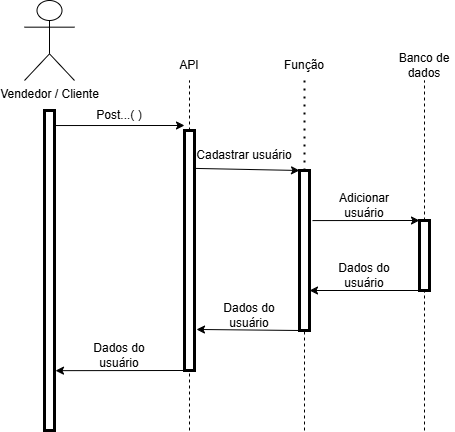 Vendedor / Cliente
API
Função
Banco de
dados
Post...( )
Cadastrar usuário
Adicionar
usuário
Dados do
usuário
Dados do
usuário
Dados do
usuário